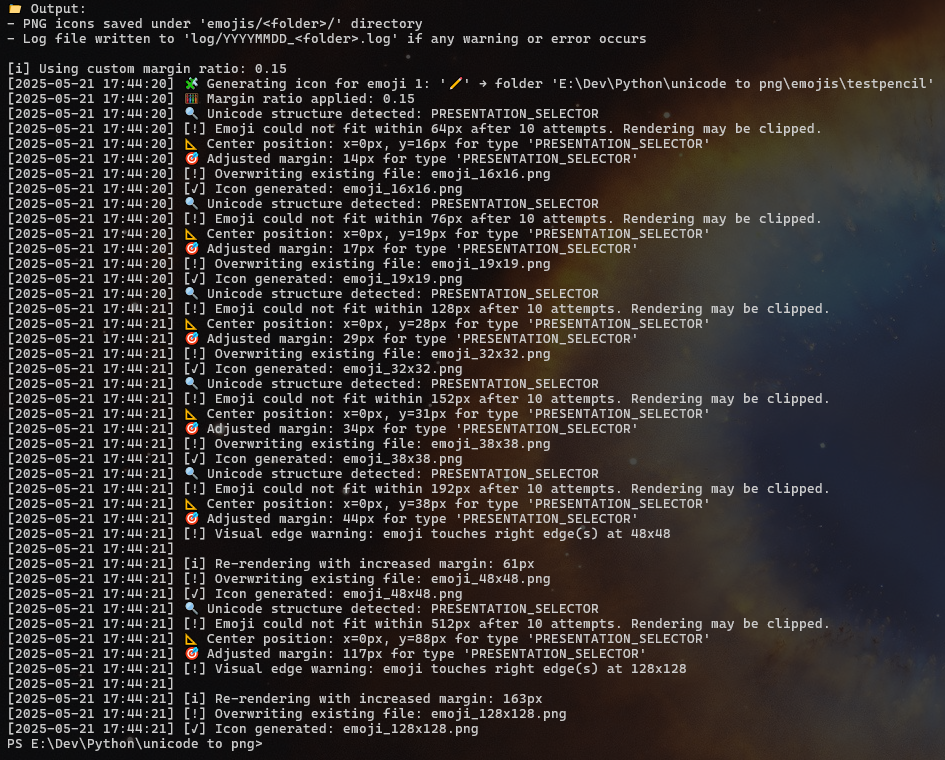 📂 Output:
- PNG icons saved under 'emojis/<folder>/' directory
- Log file written to 'log/YYYYMMDD_<folder>.log' if any warning or error occurs
[i] Using custom margin ratio: 0.15
[2025-05-21 17:44:20] 🧩 Generating icon for emoji 1: '✏️' → folder 'E:\Dev\Python\unicode to png\emojis\testpencil'
[2025-05-21 17:44:20] 🧮 Margin ratio applied: 0.15
[2025-05-21 17:44:20] 🔍 Unicode structure detected: PRESENTATION_SELECTOR
[2025-05-21 17:44:20] [!] Emoji could not fit within 64px after 10 attempts. Rendering may be clipped.
[2025-05-21 17:44:20] 📐 Center position: x=0px, y=16px for type 'PRESENTATION_SELECTOR'
[2025-05-21 17:44:20] 🎯 Adjusted margin: 14px for type 'PRESENTATION_SELECTOR'
[2025-05-21 17:44:20] [!] Overwriting existing file: emoji_16x16.png
[2025-05-21 17:44:20] [√] Icon generated: emoji_16x16.png
[2025-05-21 17:44:20] 🔍 Unicode structure detected: PRESENTATION_SELECTOR
[2025-05-21 17:44:20] [!] Emoji could not fit within 76px after 10 attempts. Rendering may be clipped.
[2025-05-21 17:44:20] 📐 Center position: x=0px, y=19px for type 'PRESENTATION_SELECTOR'
[2025-05-21 17:44:20] 🎯 Adjusted margin: 17px for type 'PRESENTATION_SELECTOR'
[2025-05-21 17:44:20] [!] Overwriting existing file: emoji_19x19.png
[2025-05-21 17:44:20] [√] Icon generated: emoji_19x19.png
[2025-05-21 17:44:20] 🔍 Unicode structure detected: PRESENTATION_SELECTOR
[2025-05-21 17:44:21] [!] Emoji could not fit within 128px after 10 attempts. Rendering may be clipped.
[2025-05-21 17:44:21] 📐 Center position: x=0px, y=28px for type 'PRESENTATION_SELECTOR'
[2025-05-21 17:44:21] 🎯 Adjusted margin: 29px for type 'PRESENTATION_SELECTOR'
[2025-05-21 17:44:21] [!] Overwriting existing file: emoji_32x32.png
[2025-05-21 17:44:21] [√] Icon generated: emoji_32x32.png
[2025-05-21 17:44:21] 🔍 Unicode structure detected: PRESENTATION_SELECTOR
[2025-05-21 17:44:21] [!] Emoji could not fit within 152px after 10 attempts. Rendering may be clipped.
[2025-05-21 17:44:21] 📐 Center position: x=0px, y=31px for type 'PRESENTATION_SELECTOR'
[2025-05-21 17:44:21] 🎯 Adjusted margin: 34px for type 'PRESENTATION_SELECTOR'
[2025-05-21 17:44:21] [!] Overwriting existing file: emoji_38x38.png
[2025-05-21 17:44:21] [√] Icon generated: emoji_38x38.png
[2025-05-21 17:44:21] 🔍 Unicode structure detected: PRESENTATION_SELECTOR
[2025-05-21 17:44:21] [!] Emoji could not fit within 192px after 10 attempts. Rendering may be clipped.
[2025-05-21 17:44:21] 📐 Center position: x=0px, y=38px for type 'PRESENTATION_SELECTOR'
[2025-05-21 17:44:21] 🎯 Adjusted margin: 44px for type 'PRESENTATION_SELECTOR'
[2025-05-21 17:44:21] [!] Visual edge warning: emoji touches right edge(s) at 48x48
[2025-05-21 17:44:21]
[2025-05-21 17:44:21] [i] Re-rendering with increased margin: 61px
[2025-05-21 17:44:21] [!] Overwriting existing file: emoji_48x48.png
[2025-05-21 17:44:21] [√] Icon generated: emoji_48x48.png
[2025-05-21 17:44:21] 🔍 Unicode structure detected: PRESENTATION_SELECTOR
[2025-05-21 17:44:21] [!] Emoji could not fit within 512px after 10 attempts. Rendering may be clipped.
[2025-05-21 17:44:21] 📐 Center position: x=0px, y=88px for type 'PRESENTATION_SELECTOR'
[2025-05-21 17:44:21] 🎯 Adjusted margin: 117px for type 'PRESENTATION_SELECTOR'
[2025-05-21 17:44:21] [!] Visual edge warning: emoji touches right edge(s) at 128x128
[2025-05-21 17:44:21]
[2025-05-21 17:44:21] [i] Re-rendering with increased margin: 163px
[2025-05-21 17:44:21] [!] Overwriting existing file: emoji_128x128.png
[2025-05-21 17:44:21] [√] Icon generated: emoji_128x128.png
PS E:\Dev\Python\unicode to png>